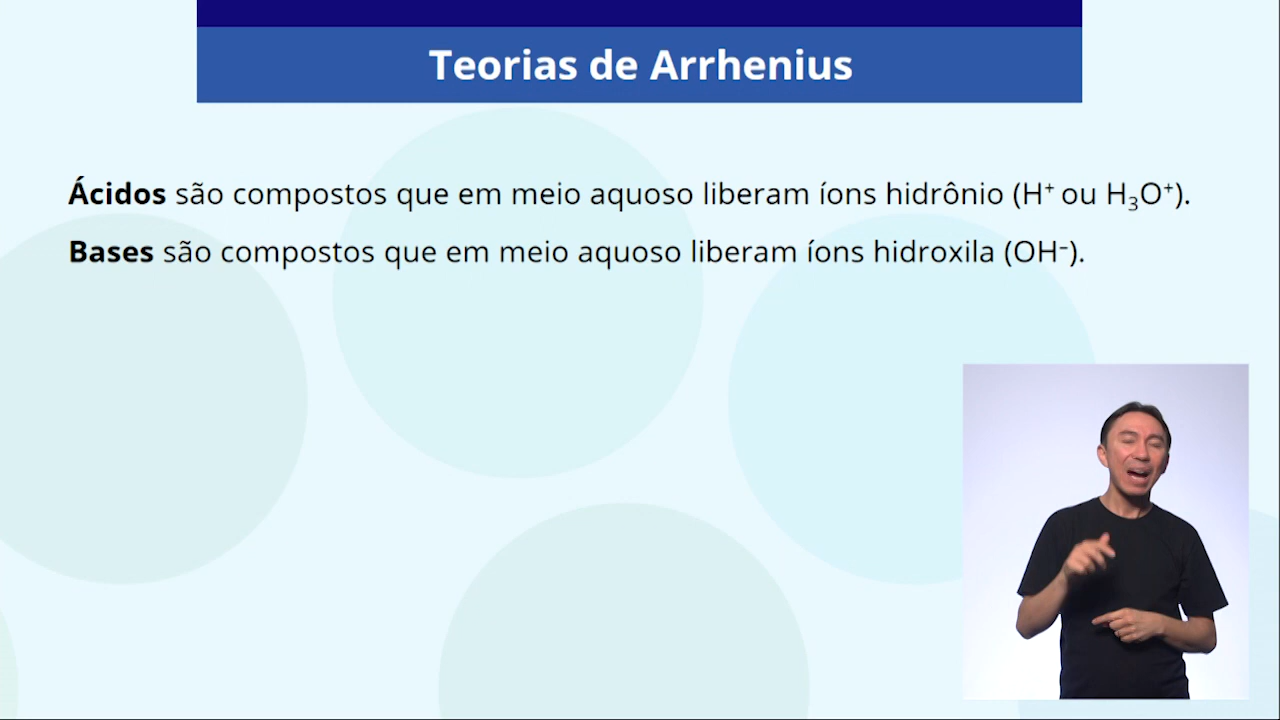 Teorias de Arrhenius
Ácidos são compostos que em meio aquoso liberam íons hidrônio (H⁺ ou H₃O⁺).
Bases são compostos que em meio aquoso liberam íons hidroxila (OH⁻).